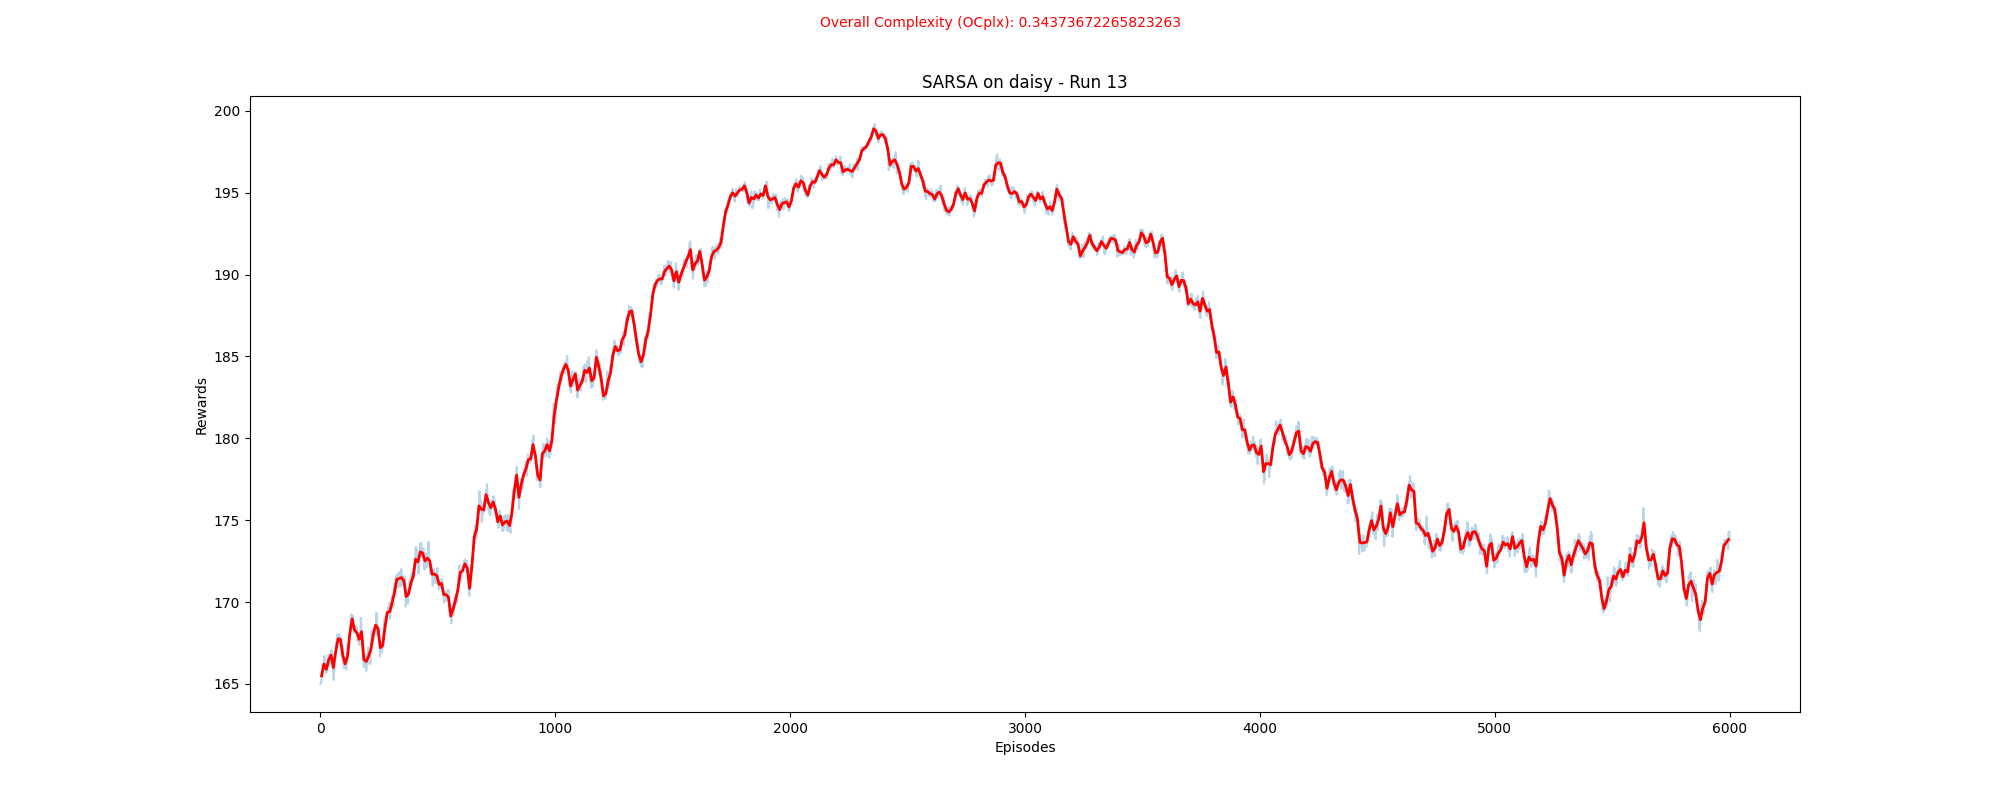 Overall Complexity (OCplx): 0.34373672265823263
SARSA on daisy - Run 13
200
195
190
185
180
175
170
165
Rewards
0 1000 2000 3000 4000 5000 6000
Episodes